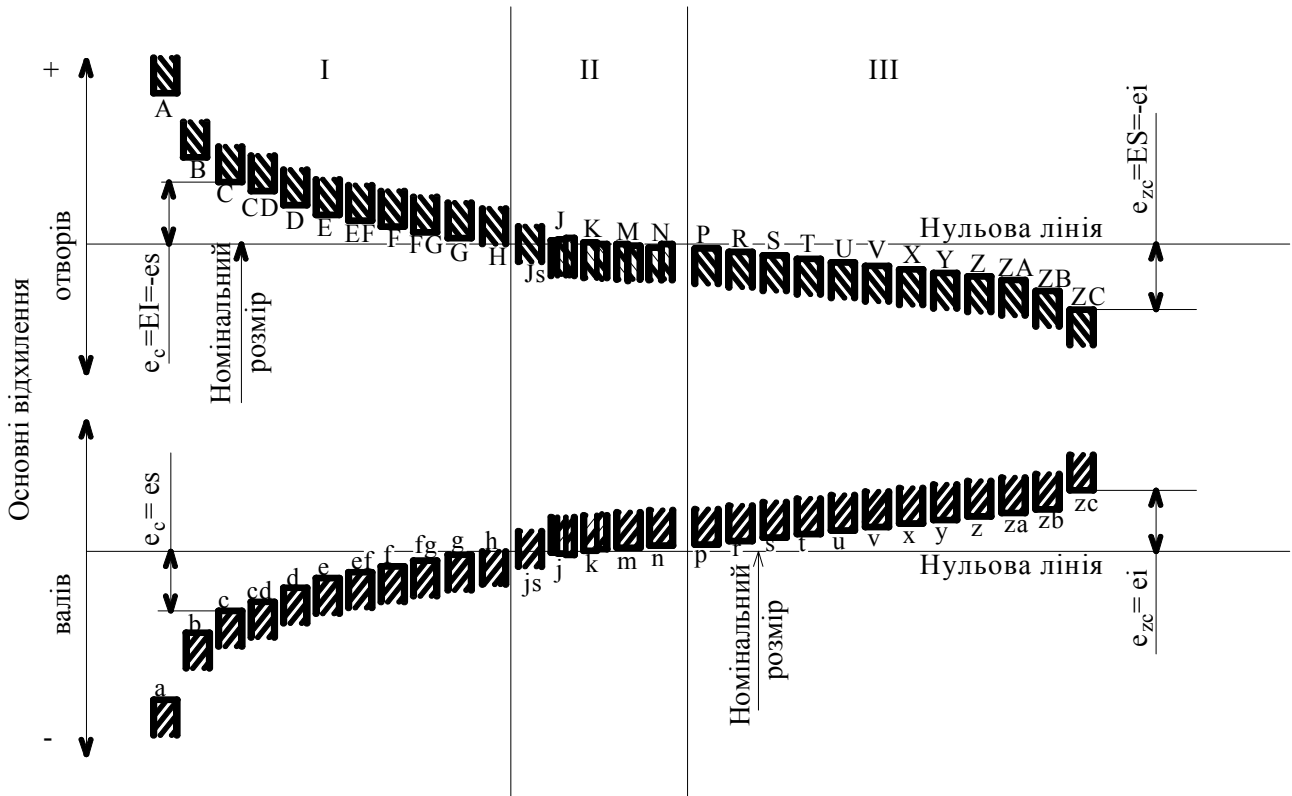 I
II
III
+
A
B
C
CD
D
E
EF
F
FG
G
H
Js
J
K
M
N
P
R
S
T
U
V
X
Y
Z
ZA
ZB
ZC
Нульова лінія
e_zc=ES=-ei
e_c=EI=-es
Номінальний
розмір
Основні відхилення
отворів
валів
e_c= es
a
b
c
cd
d
e
ef
f
fg
g
h
js
j
k
m
n
p
r
s
t
u
v
x
y
z
za
zb
zc
Нульова лінія
Номінальний
розмір
e_zc= ei
-